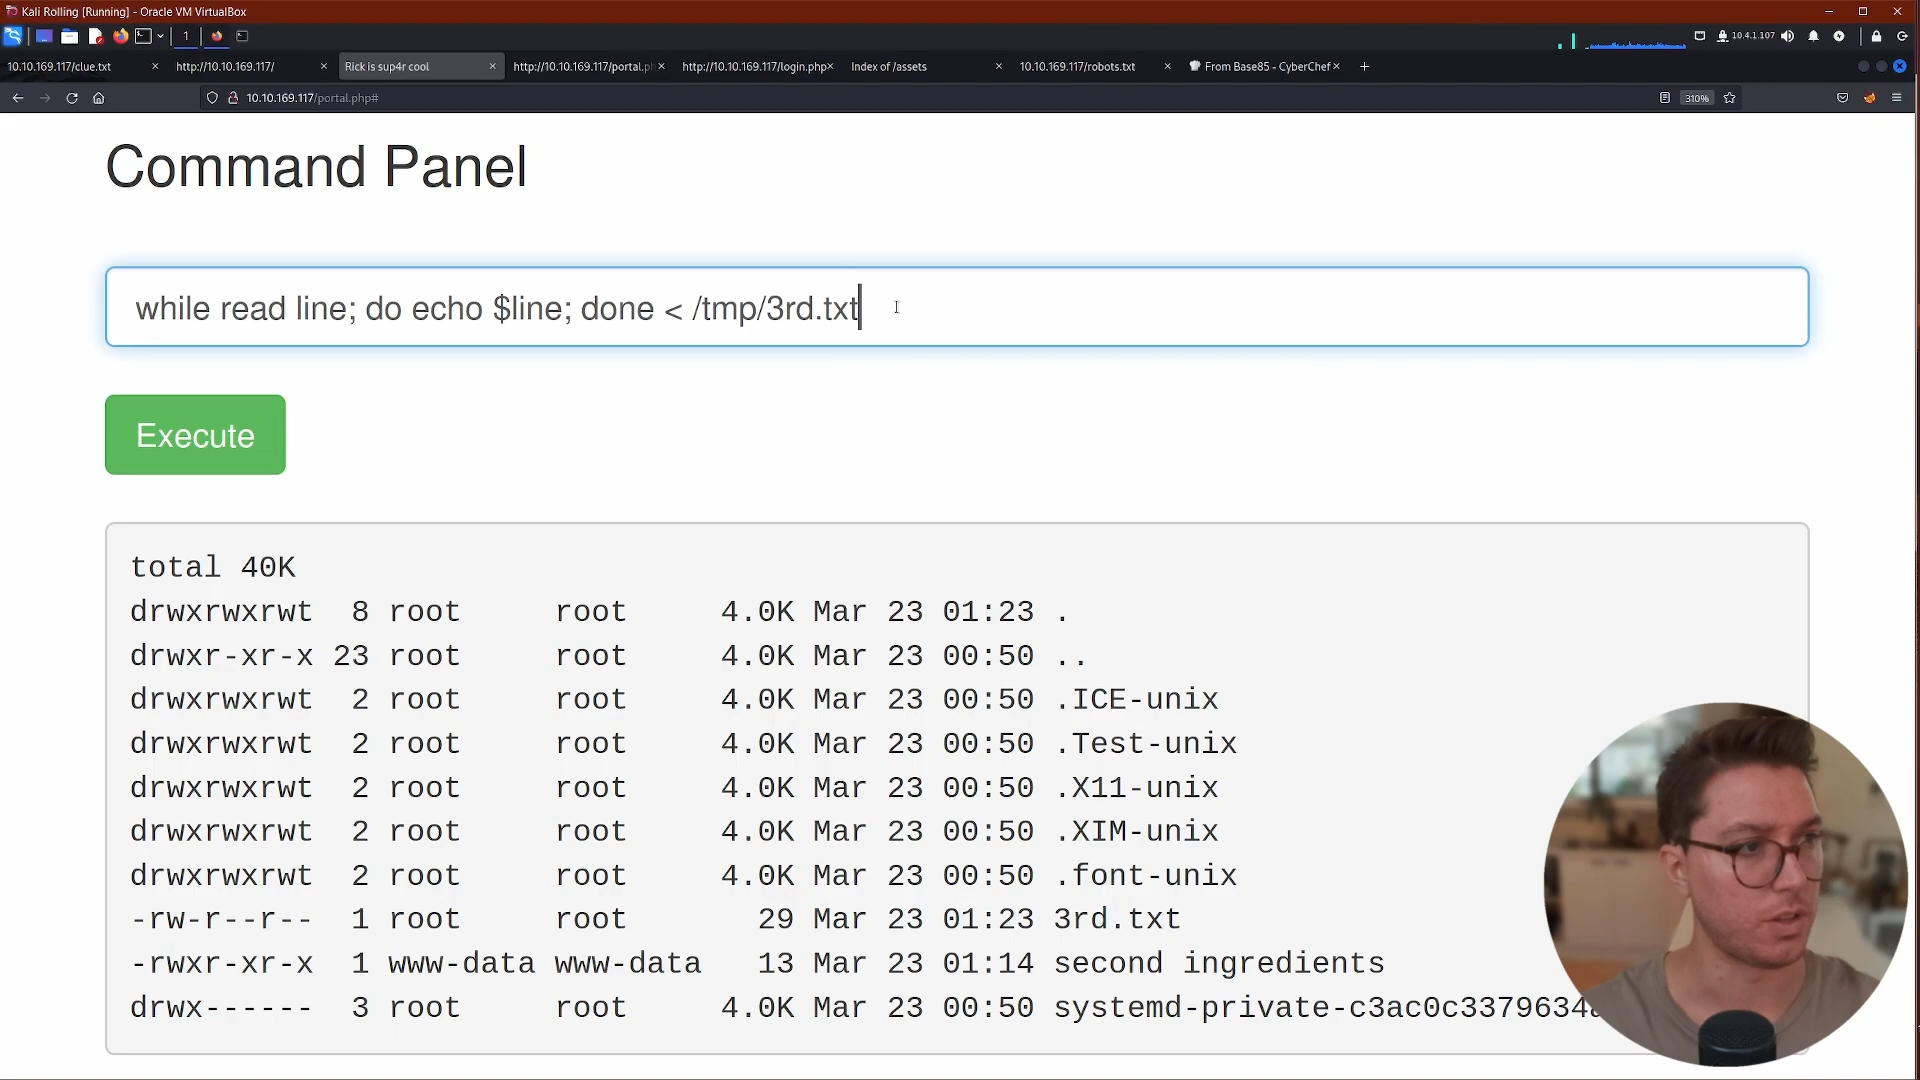 Kali Rolling [Running] - Oracle VM VirtualBox
1
10.4.1.107
10.10.169.117/clue.txt
http://10.10.169.117/
Rick is sup4r cool
http://10.10.169.117/portal.ph
http://10.10.169.117/login.php
Index of /assets
10.10.169.117/robots.txt
From Base85 - CyberChef
10.10.169.117/portal.php#
310%
Command Panel
while read line; do echo $line; done < /tmp/3rd.txt
Execute
total 40K
drwxrwxrwt 8 root root 4.0K Mar 23 01:23 .
drwxr-xr-x 23 root root 4.0K Mar 23 00:50 ..
drwxrwxrwt 2 root root 4.0K Mar 23 00:50 .ICE-unix
drwxrwxrwt 2 root root 4.0K Mar 23 00:50 .Test-unix
drwxrwxrwt 2 root root 4.0K Mar 23 00:50 .X11-unix
drwxrwxrwt 2 root root 4.0K Mar 23 00:50 .XIM-unix
drwxrwxrwt 2 root root 4.0K Mar 23 00:50 .font-unix
-rw-r--r-- 1 root root 29 Mar 23 01:23 3rd.txt
-rwxr-xr-x 1 www-data www-data 13 Mar 23 01:14 second ingredients
drwx------ 3 root root 4.0K Mar 23 00:50 systemd-private-c3ac0c3379634